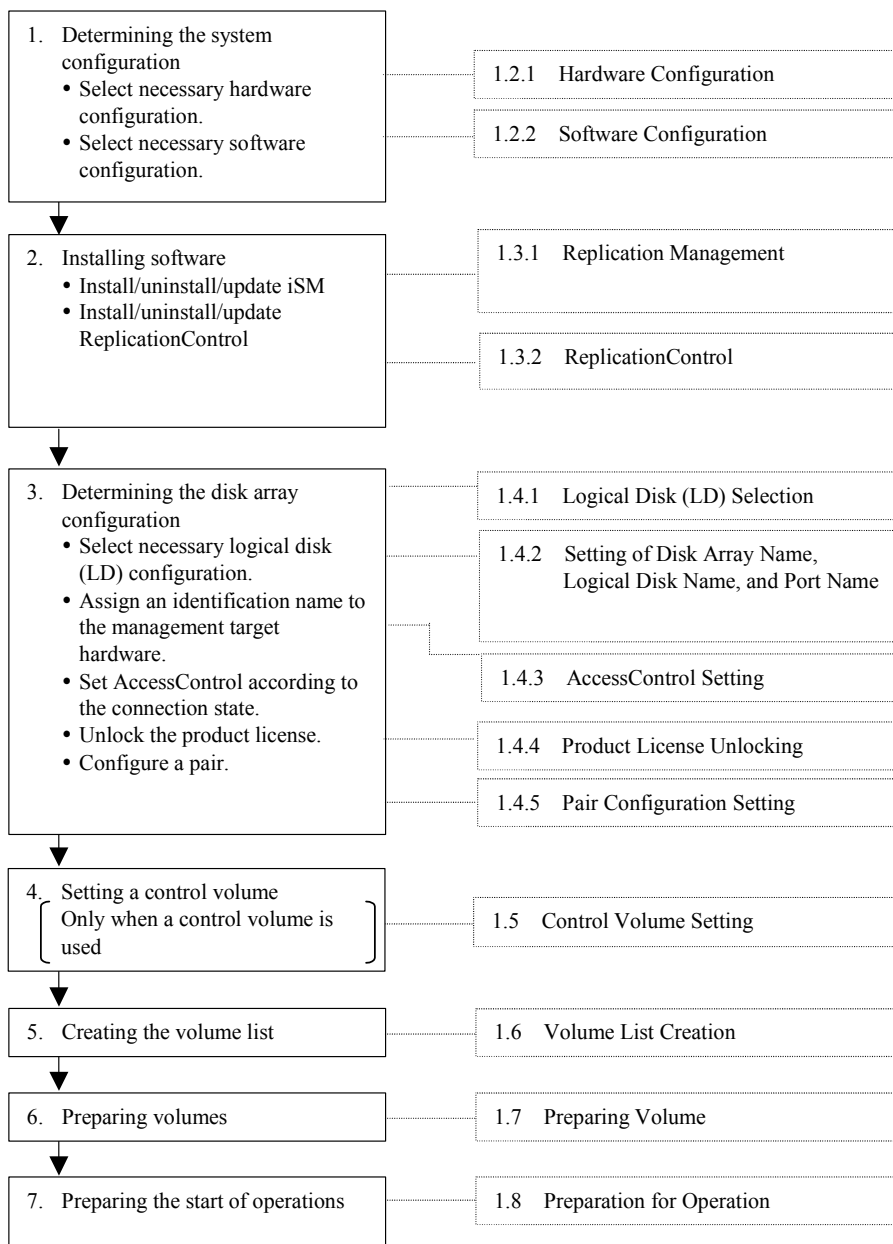 1. Determining the system
configuration
• Select necessary hardware
configuration.
• Select necessary software
configuration.
1.2.1 Hardware Configuration
1.2.2 Software Configuration
2. Installing software
• Install/uninstall/update iSM
• Install/uninstall/update
ReplicationControl
1.3.1 Replication Management
1.3.2 ReplicationControl
3. Determining the disk array
configuration
• Select necessary logical disk
(LD) configuration.
• Assign an identification name to
the management target
hardware.
• Set AccessControl according to
the connection state.
• Unlock the product license.
• Configure a pair.
1.4.1 Logical Disk (LD) Selection
1.4.2 Setting of Disk Array Name,
Logical Disk Name, and Port Name
1.4.3 AccessControl Setting
1.4.4 Product License Unlocking
1.4.5 Pair Configuration Setting
4. Setting a control volume
Only when a control volume is
used
1.5 Control Volume Setting
5. Creating the volume list
1.6 Volume List Creation
6. Preparing volumes
1.7 Preparing Volume
7. Preparing the start of operations
1.8 Preparation for Operation